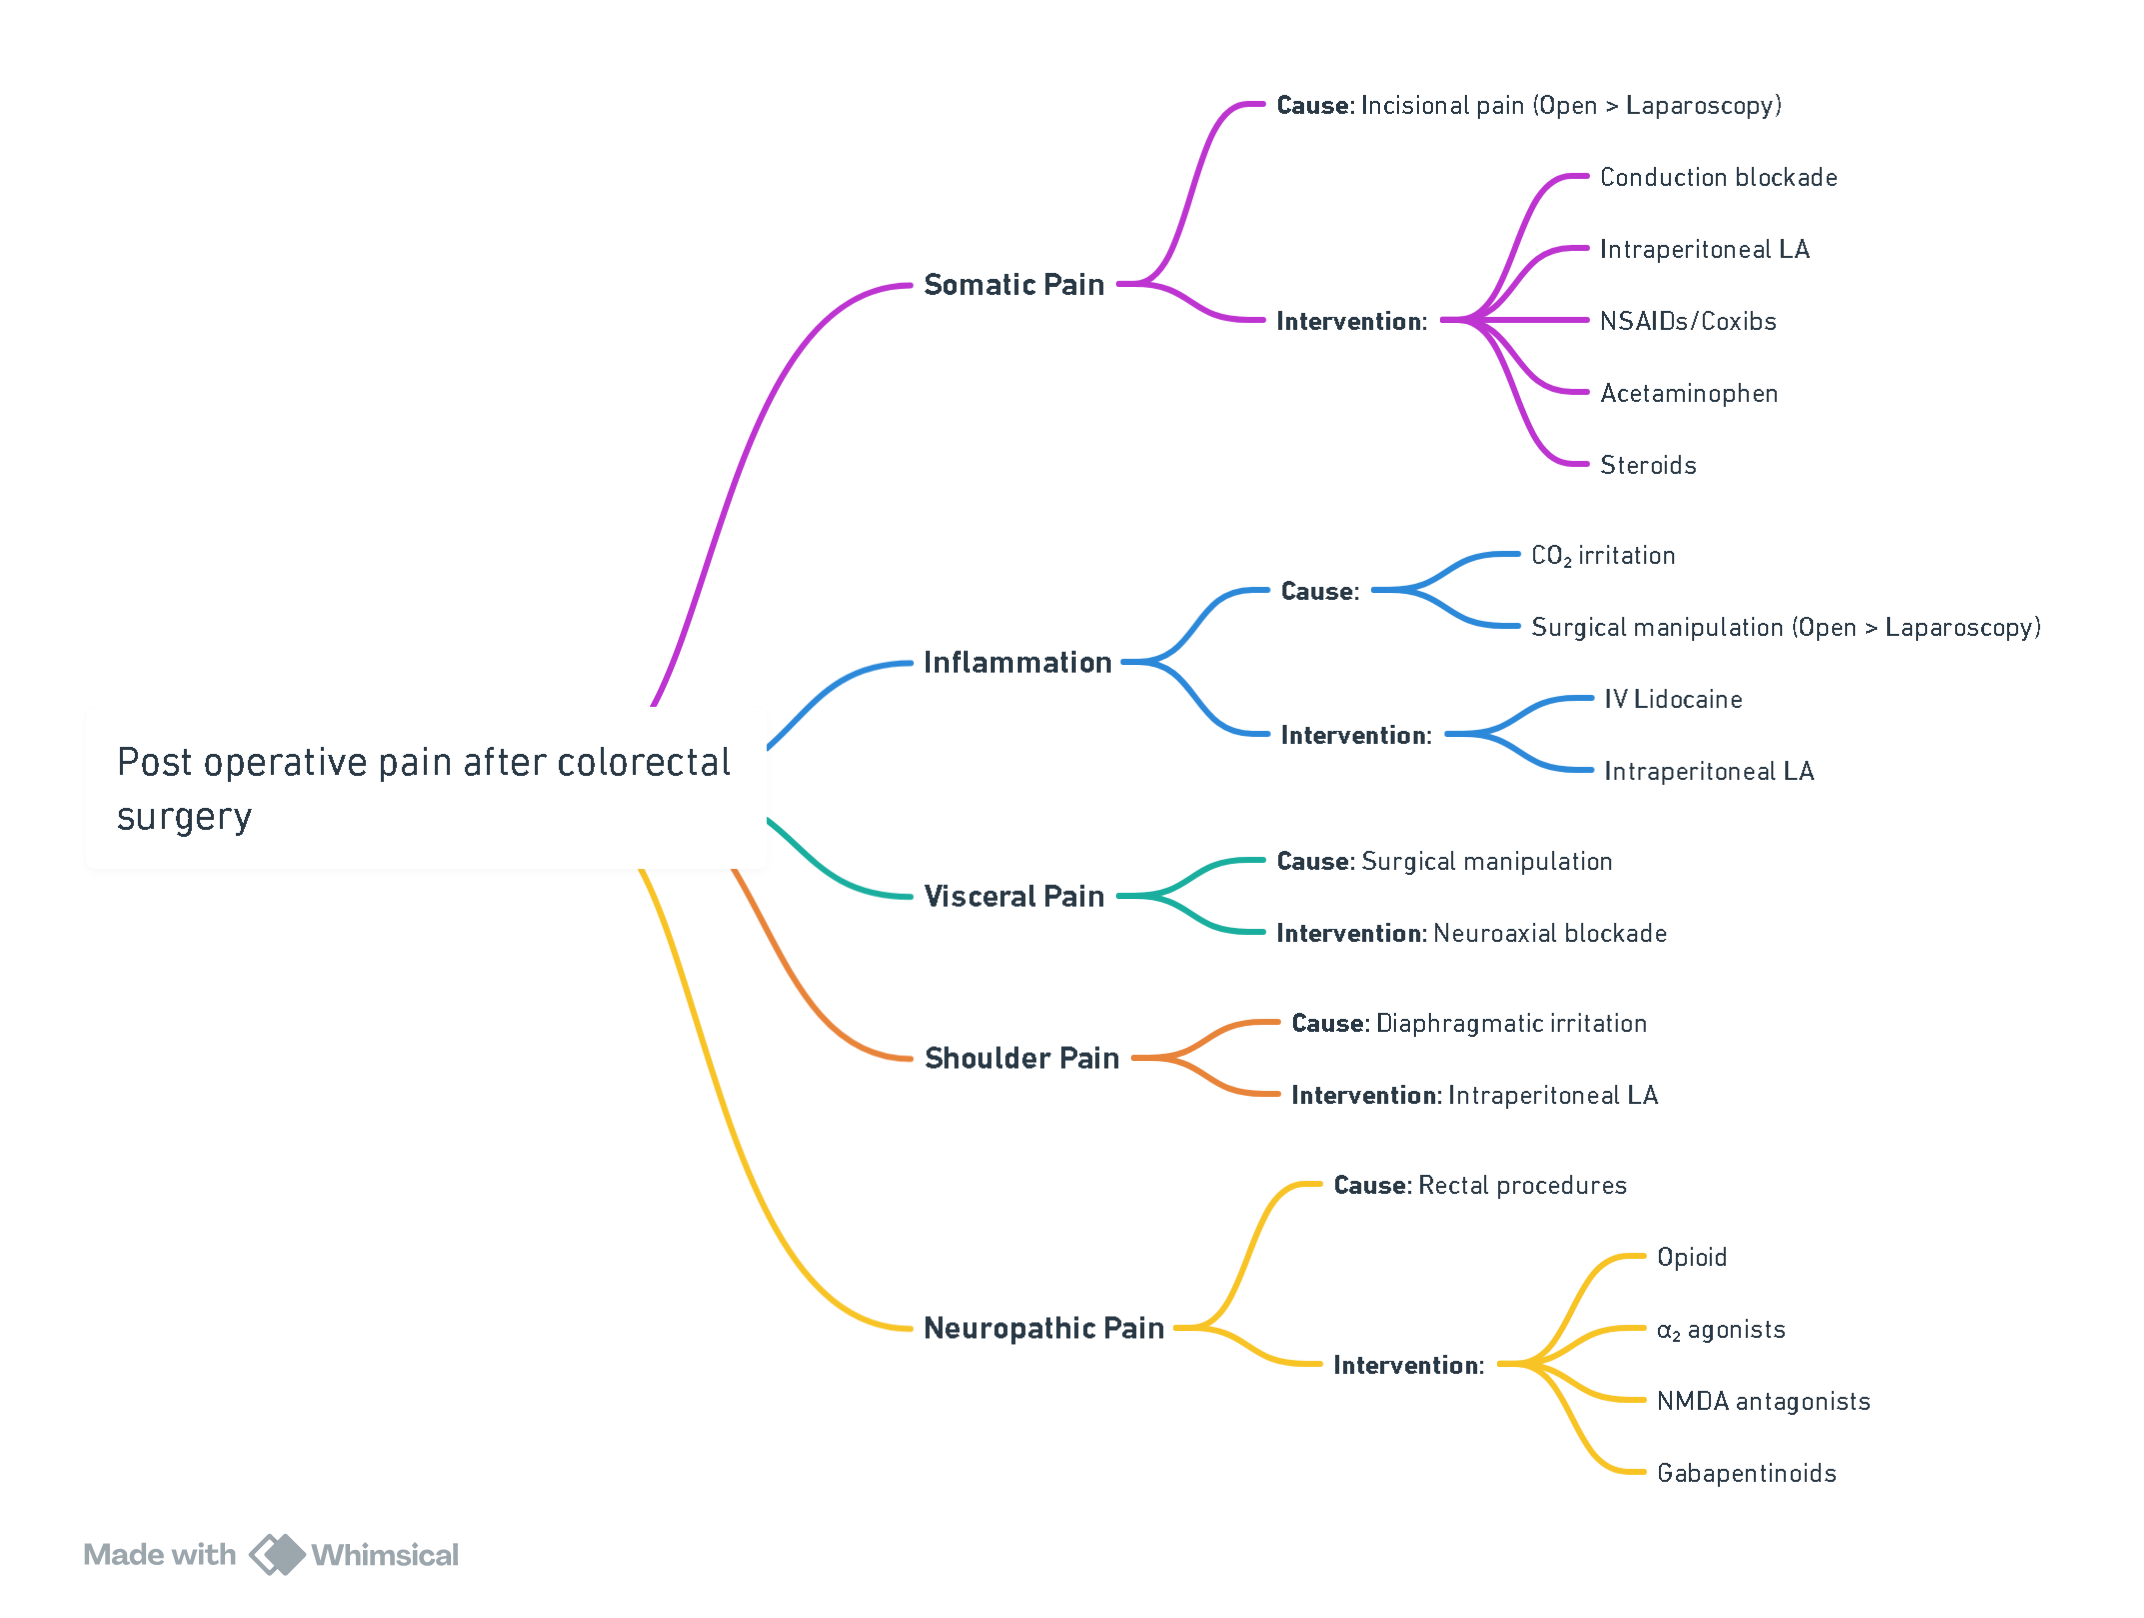 Post operative pain after colorectal
surgery
Somatic Pain
Cause: Incisional pain (Open > Laparoscopy)
Intervention:
Conduction blockade
Intraperitoneal LA
NSAIDs/Coxibs
Acetaminophen
Steroids
Inflammation
Cause:
CO₂ irritation
Surgical manipulation (Open > Laparoscopy)
Intervention:
IV Lidocaine
Intraperitoneal LA
Visceral Pain
Cause: Surgical manipulation
Intervention: Neuroaxial blockade
Shoulder Pain
Cause: Diaphragmatic irritation
Intervention: Intraperitoneal LA
Neuropathic Pain
Cause: Rectal procedures
Intervention:
Opioid
α₂ agonists
NMDA antagonists
Gabapentinoids
Made with Whimsical